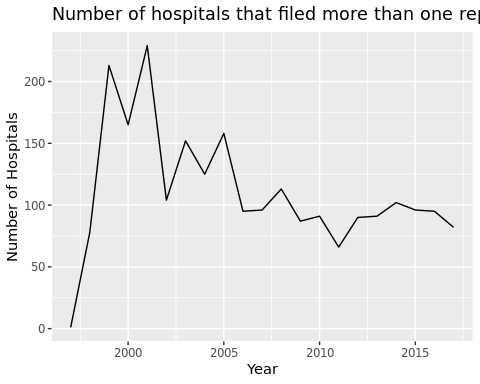 Number of hospitals that filed more than one rep
200
150
100
50
0
Number of Hospitals
2000 2005 2010 2015
Year